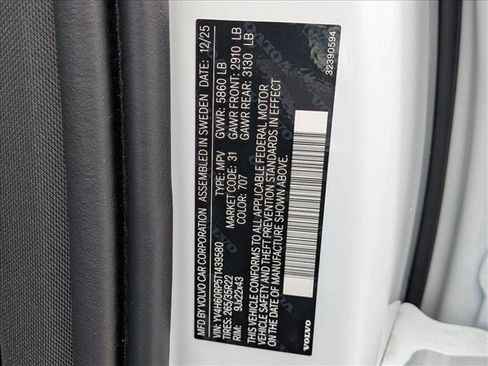 MFD BY VOLVO CAR CORPORATION ASSEMBLED IN SWEDEN DATE: 12/25
VIN: YV4H60RP5T1439580 TYPE: MPV GVWR: 5860 LB
TIRES: 265/35R22 MARKET CODE: 31 GAWR FRONT: 2910 LB
RIM: 9Jx22x43 COLOR: 707 GAWR REAR: 3130 LB
THIS VEHICLE CONFORMS TO ALL APPLICABLE FEDERAL MOTOR
VEHICLE SAFETY AND THEFT PREVENTION STANDARDS IN EFFECT
ON THE DATE OF MANUFACTURE SHOWN ABOVE.
VOLVO
32390594